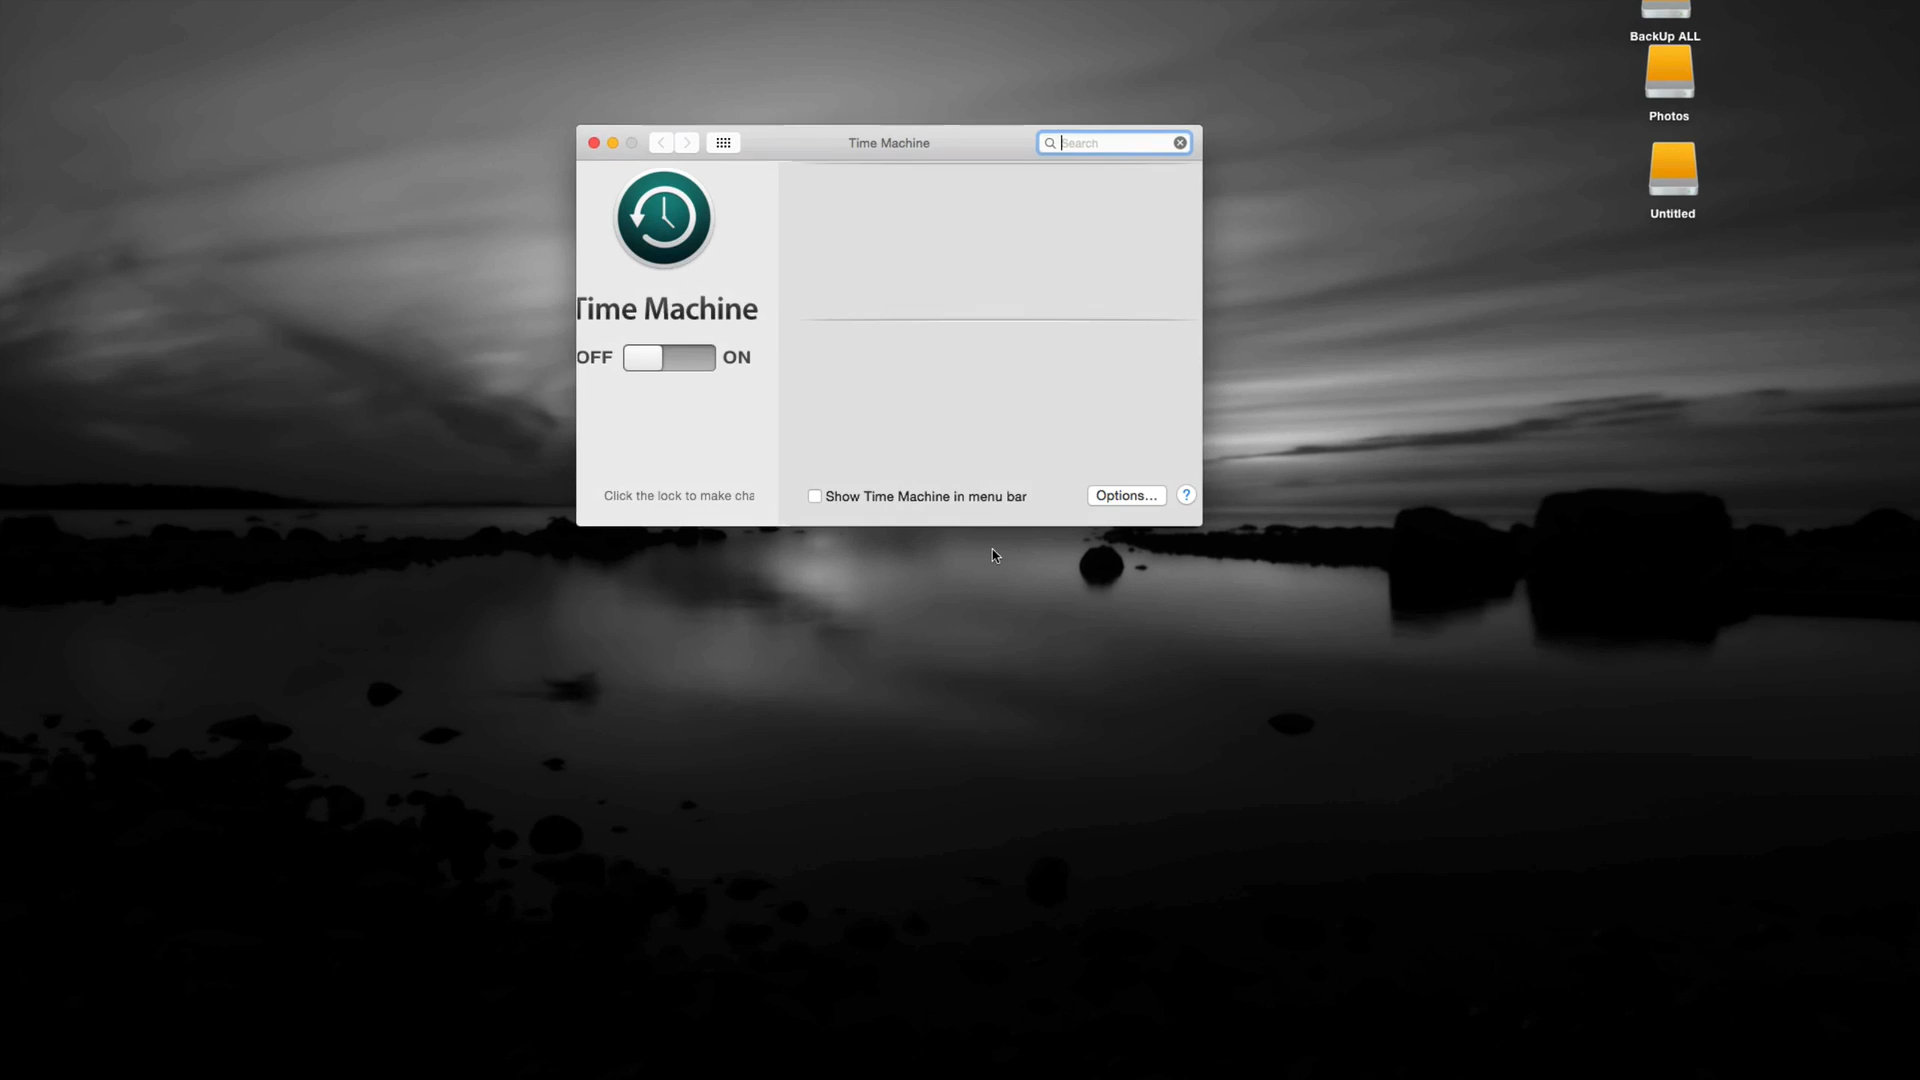 BackUp ALL
Photos
Untitled
Time Machine
Search
Time Machine
OFF ON
Click the lock to make cha
Show Time Machine in menu bar
Options...
?